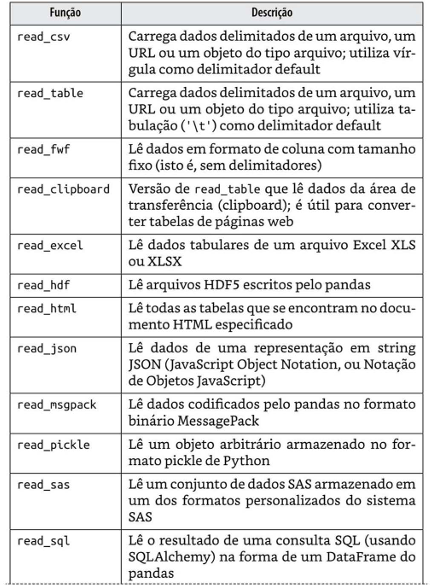 Função Descrição
read_csv Carrega dados delimitados de um arquivo, um
URL ou um objeto do tipo arquivo; utiliza vír-
gula como delimitador default
read_table Carrega dados delimitados de um arquivo, um
URL ou um objeto do tipo arquivo; utiliza ta-
bulação ('\t') como delimitador default
read_fwf Lê dados em formato de coluna com tamanho
fixo (isto é, sem delimitadores)
read_clipboard Versão de read_table que lê dados da área de
transferência (clipboard); é útil para conver-
ter tabelas de páginas web
read_excel Lê dados tabulares de um arquivo Excel XLS
ou XLSX
read_hdf Lê arquivos HDF5 escritos pelo pandas
read_html Lê todas as tabelas que se encontram no docu-
mento HTML especificado
read_json Lê dados de uma representação em string
JSON (JavaScript Object Notation, ou Notação
de Objetos JavaScript)
read_msgpack Lê dados codificados pelo pandas no formato
binário MessagePack
read_pickle Lê um objeto arbitrário armazenado no for-
mato pickle de Python
read_sas Lê um conjunto de dados SAS armazenado em
um dos formatos personalizados do sistema
SAS
read_sql Lê o resultado de uma consulta SQL (usando
SQLAlchemy) na forma de um DataFrame do
pandas